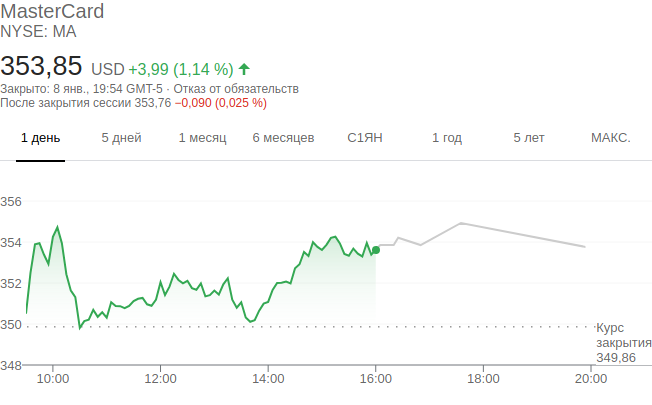 MasterCard
NYSE: MA
353,85 USD +3,99 (1,14 %)
Закрыто: 8 янв., 19:54 GMT-5 · Отказ от обязательств
После закрытия сессии 353,76 −0,090 (0,025 %)
1 день 5 дней 1 месяц 6 месяцев С1ЯН 1 год 5 лет МАКС.
356
354
352
350
348
Курс
закрытия
349,86
10:00 12:00 14:00 16:00 18:00 20:00